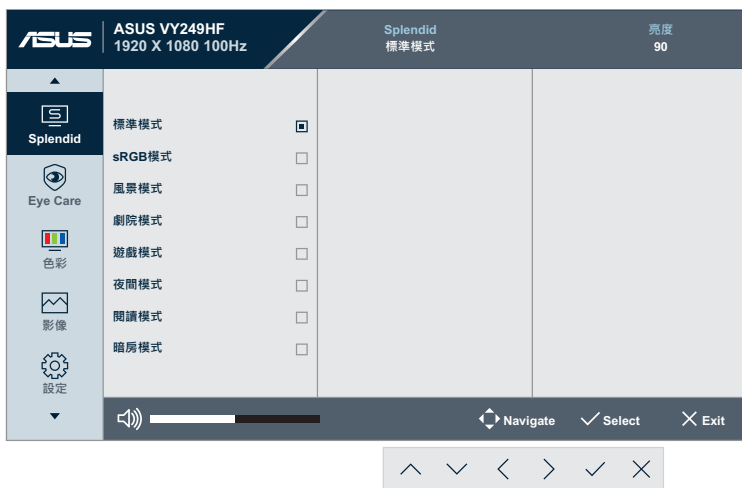 ASUS
ASUS VY249HF
1920 X 1080 100Hz
Splendid
標準模式
亮度
90
Splendid
Eye Care
色彩
影像
設定
標準模式
sRGB模式
風景模式
劇院模式
遊戲模式
夜間模式
閱讀模式
暗房模式
Navigate
Select
Exit